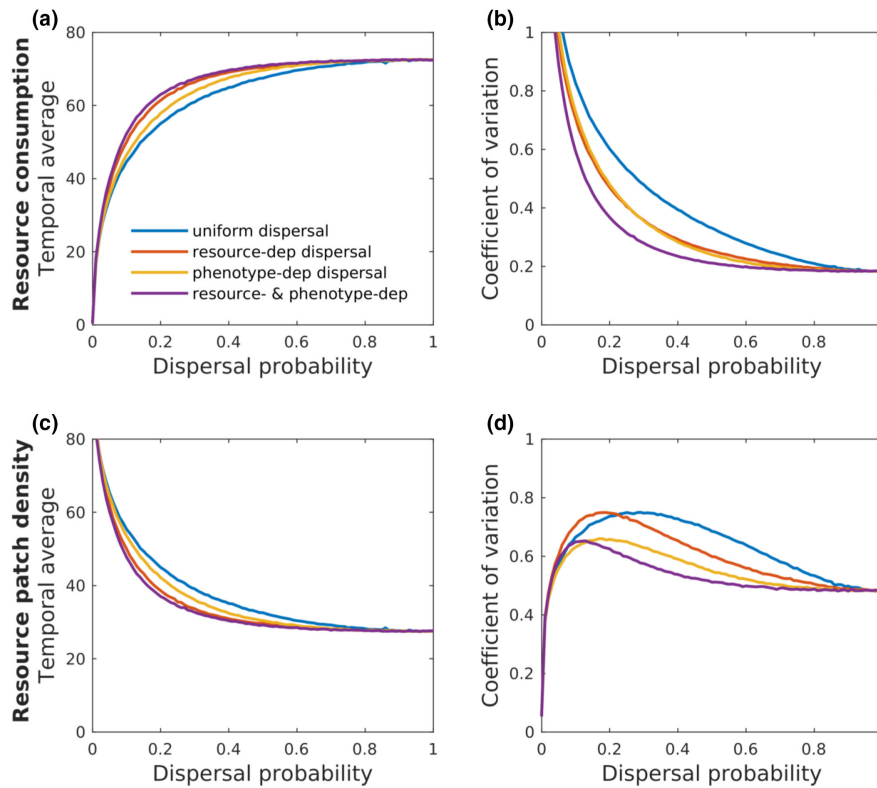 (a)
80
60
40
20
0
Resource consumption
Temporal average
uniform dispersal
resource-dep dispersal
phenotype-dep dispersal
resource- & phenotype-dep
0 0.2 0.4 0.6 0.8 1
Dispersal probability
(b)
1
0.8
0.6
0.4
0.2
0
Coefficient of variation
0 0.2 0.4 0.6 0.8
Dispersal probability
(c)
80
60
40
20
0
Resource patch density
Temporal average
0 0.2 0.4 0.6 0.8 1
Dispersal probability
(d)
1
0.8
0.6
0.4
0.2
0
Coefficient of variation
0 0.2 0.4 0.6 0.8
Dispersal probability